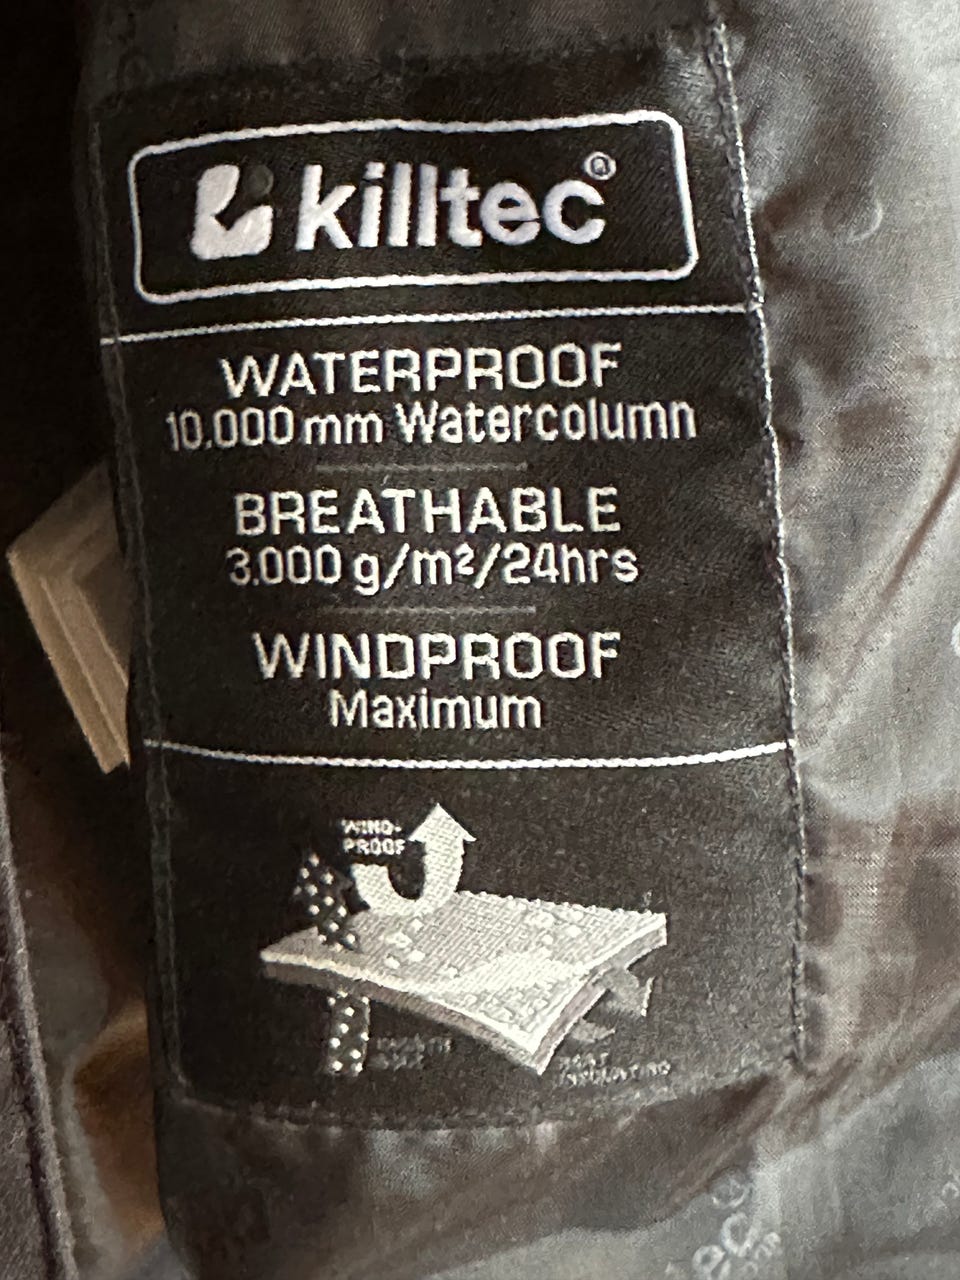 killtec®
WATERPROOF
10.000 mm Watercolumn
BREATHABLE
3.000 g/m²/24hrs
WINDPROOF
Maximum
WIND-
PROOF